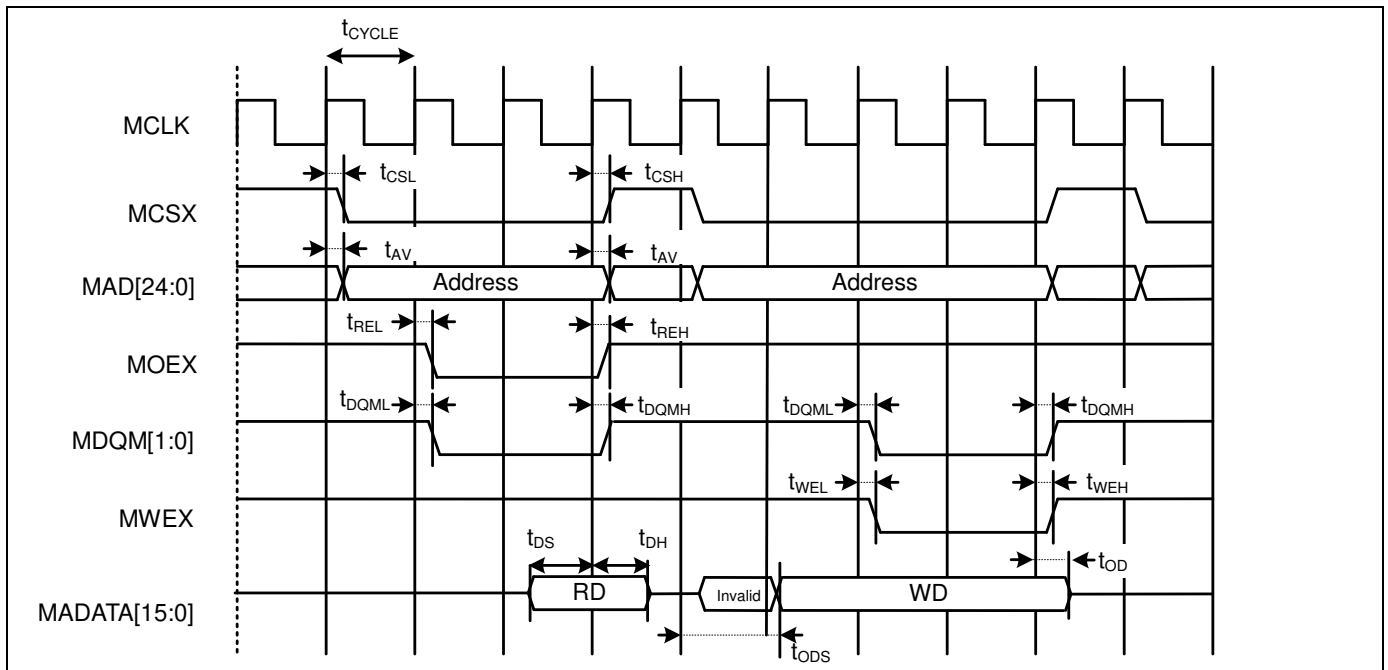 tCYCLE
MCLK
tCSL tCSH
MCSX
tAV tAV
MAD[24:0] Address Address
tREL tREH
MOEX
tDQML tDQMH tDQML tDQMH
MDQM[1:0]
tWEL tWEH
MWEX
tDS tDH tOD
MADATA[15:0] RD Invalid WD
tODS